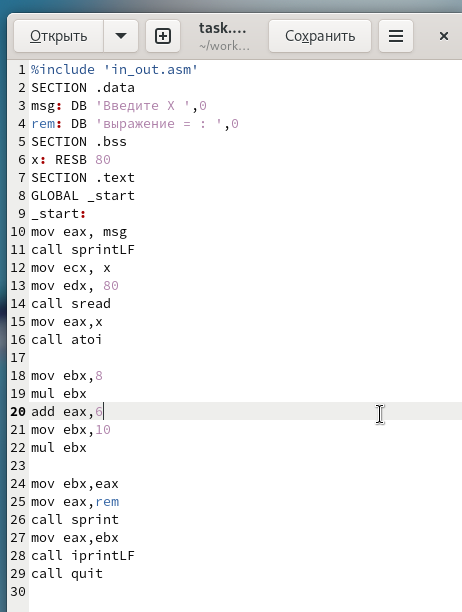 Открыть
task....
~/work...
Сохранить
1 %include 'in_out.asm'
2 SECTION .data
3 msg: DB 'Введите X ',0
4 rem: DB 'выражение = : ',0
5 SECTION .bss
6 x: RESB 80
7 SECTION .text
8 GLOBAL _start
9 _start:
10 mov eax, msg
11 call sprintLF
12 mov ecx, x
13 mov edx, 80
14 call sread
15 mov eax,x
16 call atoi
17
18 mov ebx,8
19 mul ebx
20 add eax,6
21 mov ebx,10
22 mul ebx
23
24 mov ebx,eax
25 mov eax,rem
26 call sprint
27 mov eax,ebx
28 call iprintLF
29 call quit
30